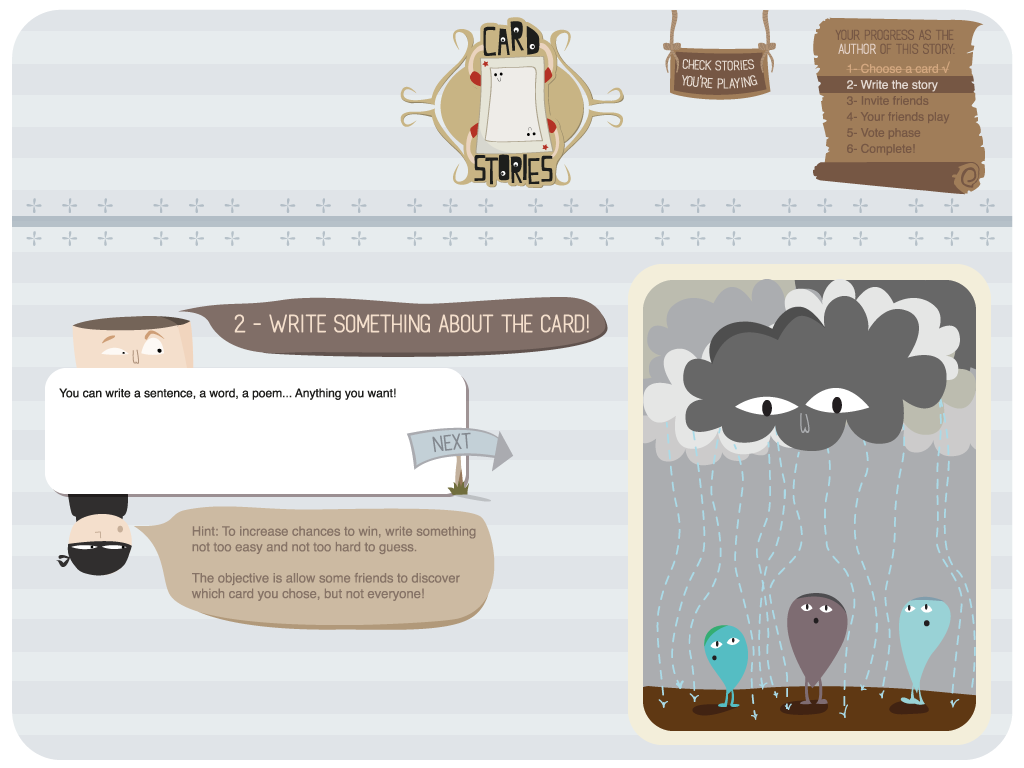 CARD
STORIES
CHECK STORIES
YOU'RE PLAYING
YOUR PROGRESS AS THE
AUTHOR OF THIS STORY:
1- Choose a card √
2- Write the story
3- Invite friends
4- Your friends play
5- Vote phase
6- Complete!
2 - WRITE SOMETHING ABOUT THE CARD!
You can write a sentence, a word, a poem... Anything you want!
NEXT
Hint: To increase chances to win, write something
not too easy and not too hard to guess.
The objective is allow some friends to discover
which card you chose, but not everyone!